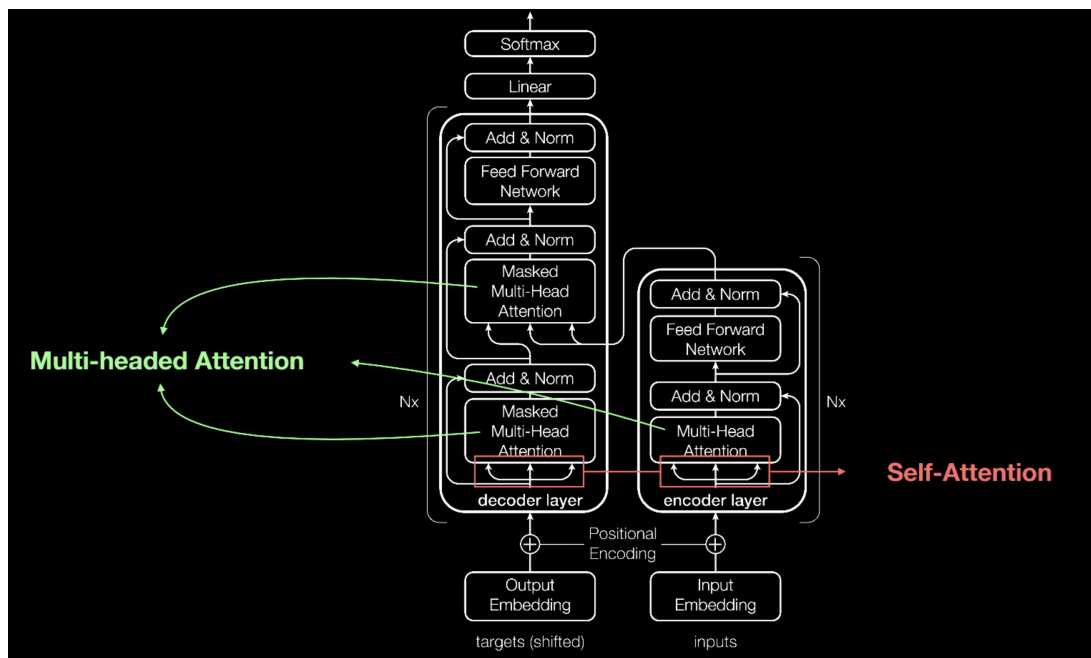 Softmax
Linear
Add & Norm
Feed Forward
Network
Add & Norm
Masked
Multi-Head
Attention
Add & Norm
Masked
Multi-Head
Attention
decoder layer
Nx
Add & Norm
Feed Forward
Network
Add & Norm
Multi-Head
Attention
encoder layer
Nx
Multi-headed Attention
Self-Attention
Positional
Encoding
Output
Embedding
Input
Embedding
targets (shifted)
inputs